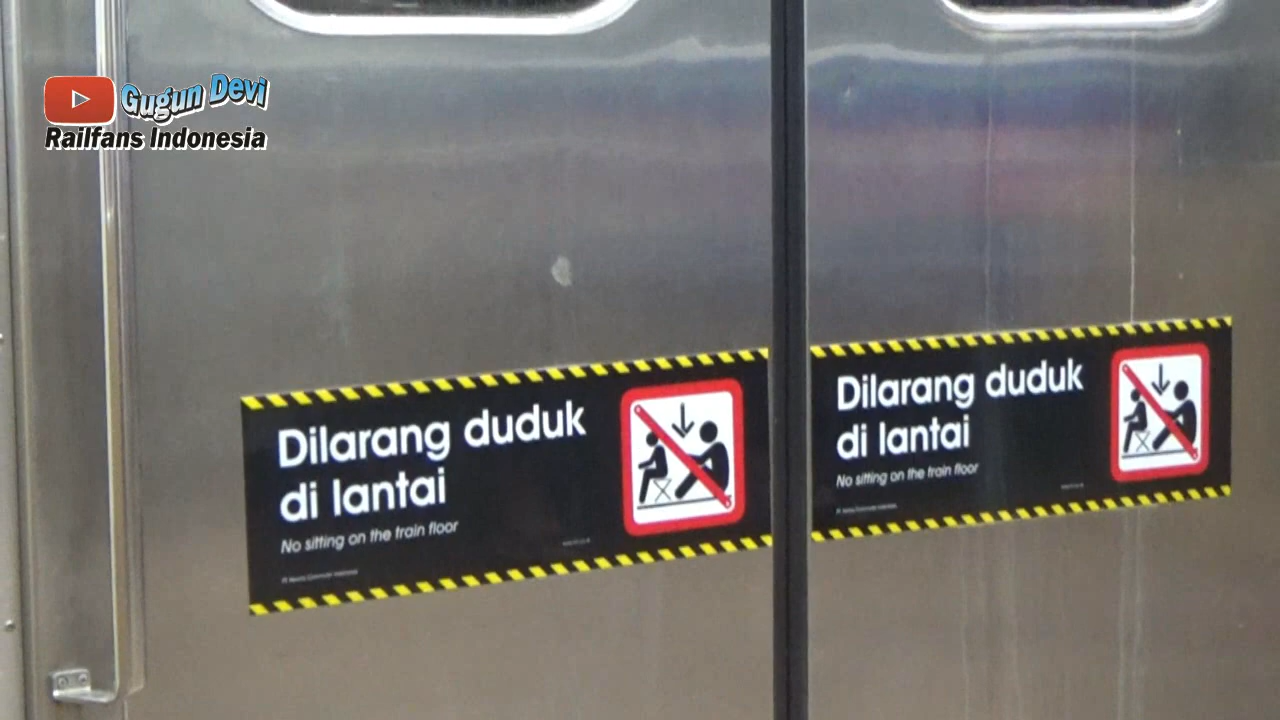 Gugun Devi
Railfans Indonesia
Dilarang duduk
di lantai
No sitting on the train floor
Dilarang duduk
di lantai
No sitting on the train floor